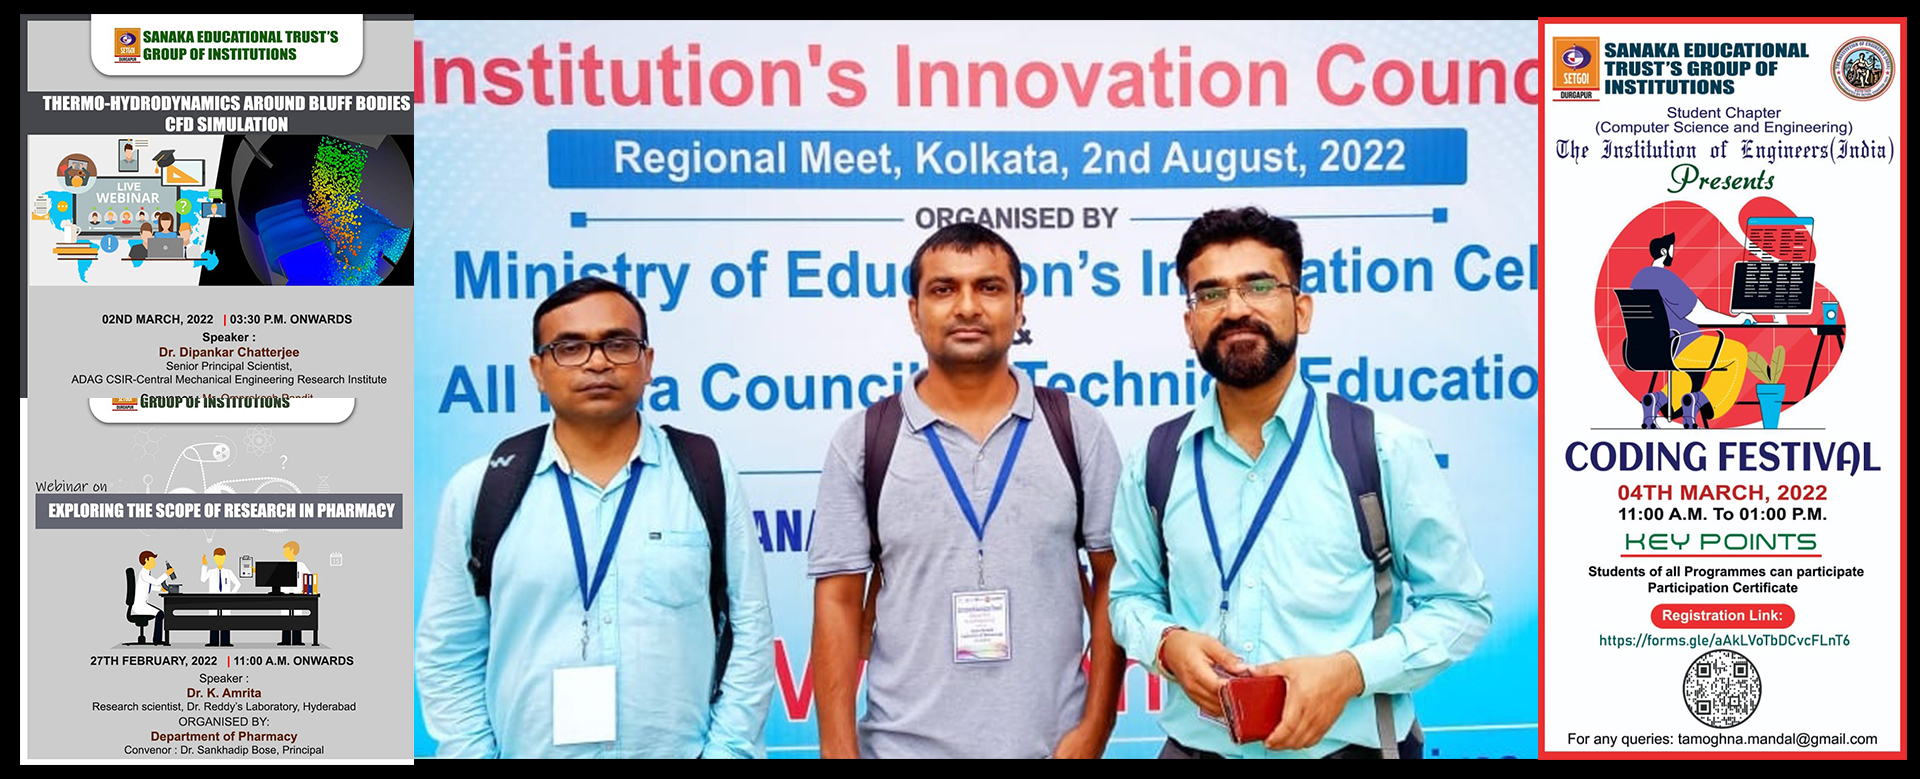 SETGOI
DURGAPUR
SANAKA EDUCATIONAL TRUST'S
GROUP OF INSTITUTIONS
THERMO-HYDRODYNAMICS AROUND BLUFF BODIES
CFD SIMULATION
LIVE
WEBINAR
02ND MARCH, 2022 | 03:30 P.M. ONWARDS
Speaker :
Dr. Dipankar Chatterjee
Senior Principal Scientist,
ADAG CSIR-Central Mechanical Engineering Research Institute
DURGAPUR
GROUP OF INSTITUTIONS
Webinar on
EXPLORING THE SCOPE OF RESEARCH IN PHARMACY
27TH FEBRUARY, 2022 | 11:00 A.M. ONWARDS
Speaker :
Dr. K. Amrita
Research scientist, Dr. Reddy's Laboratory, Hyderabad
ORGANISED BY:
Department of Pharmacy
Convenor : Dr. Sankhadip Bose, Principal
Institution's Innovation Counc
Regional Meet, Kolkata, 2nd August, 2022
ORGANISED BY
Ministry of Educ on's In ation Cel
&
All Ia Council Technic Educatio
SETGOI
DURGAPUR
SANAKA EDUCATIONAL
TRUST'S GROUP OF
INSTITUTIONS
Student Chapter
(Computer Science and Engineering)
The Institution of Engineers(India)
Presents
CODING FESTIVAL
04TH MARCH, 2022
11:00 A.M. To 01:00 P.M.
KEY POINTS
Students of all Programmes can participate
Participation Certificate
Registration Link:
https://forms.gle/aAkLVoTbDCvcFLnT6
For any queries: tamoghna.mandal@gmail.com